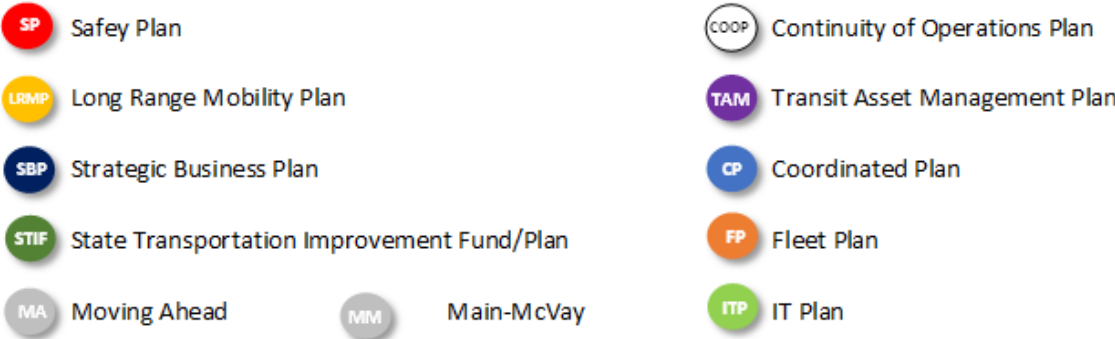 SP Safey Plan
COOP Continuity of Operations Plan
LRMP Long Range Mobility Plan
TAM Transit Asset Management Plan
SBP Strategic Business Plan
CP Coordinated Plan
STIF State Transportation Improvement Fund/Plan
FP Fleet Plan
MA Moving Ahead
MM Main-McVay
ITP IT Plan